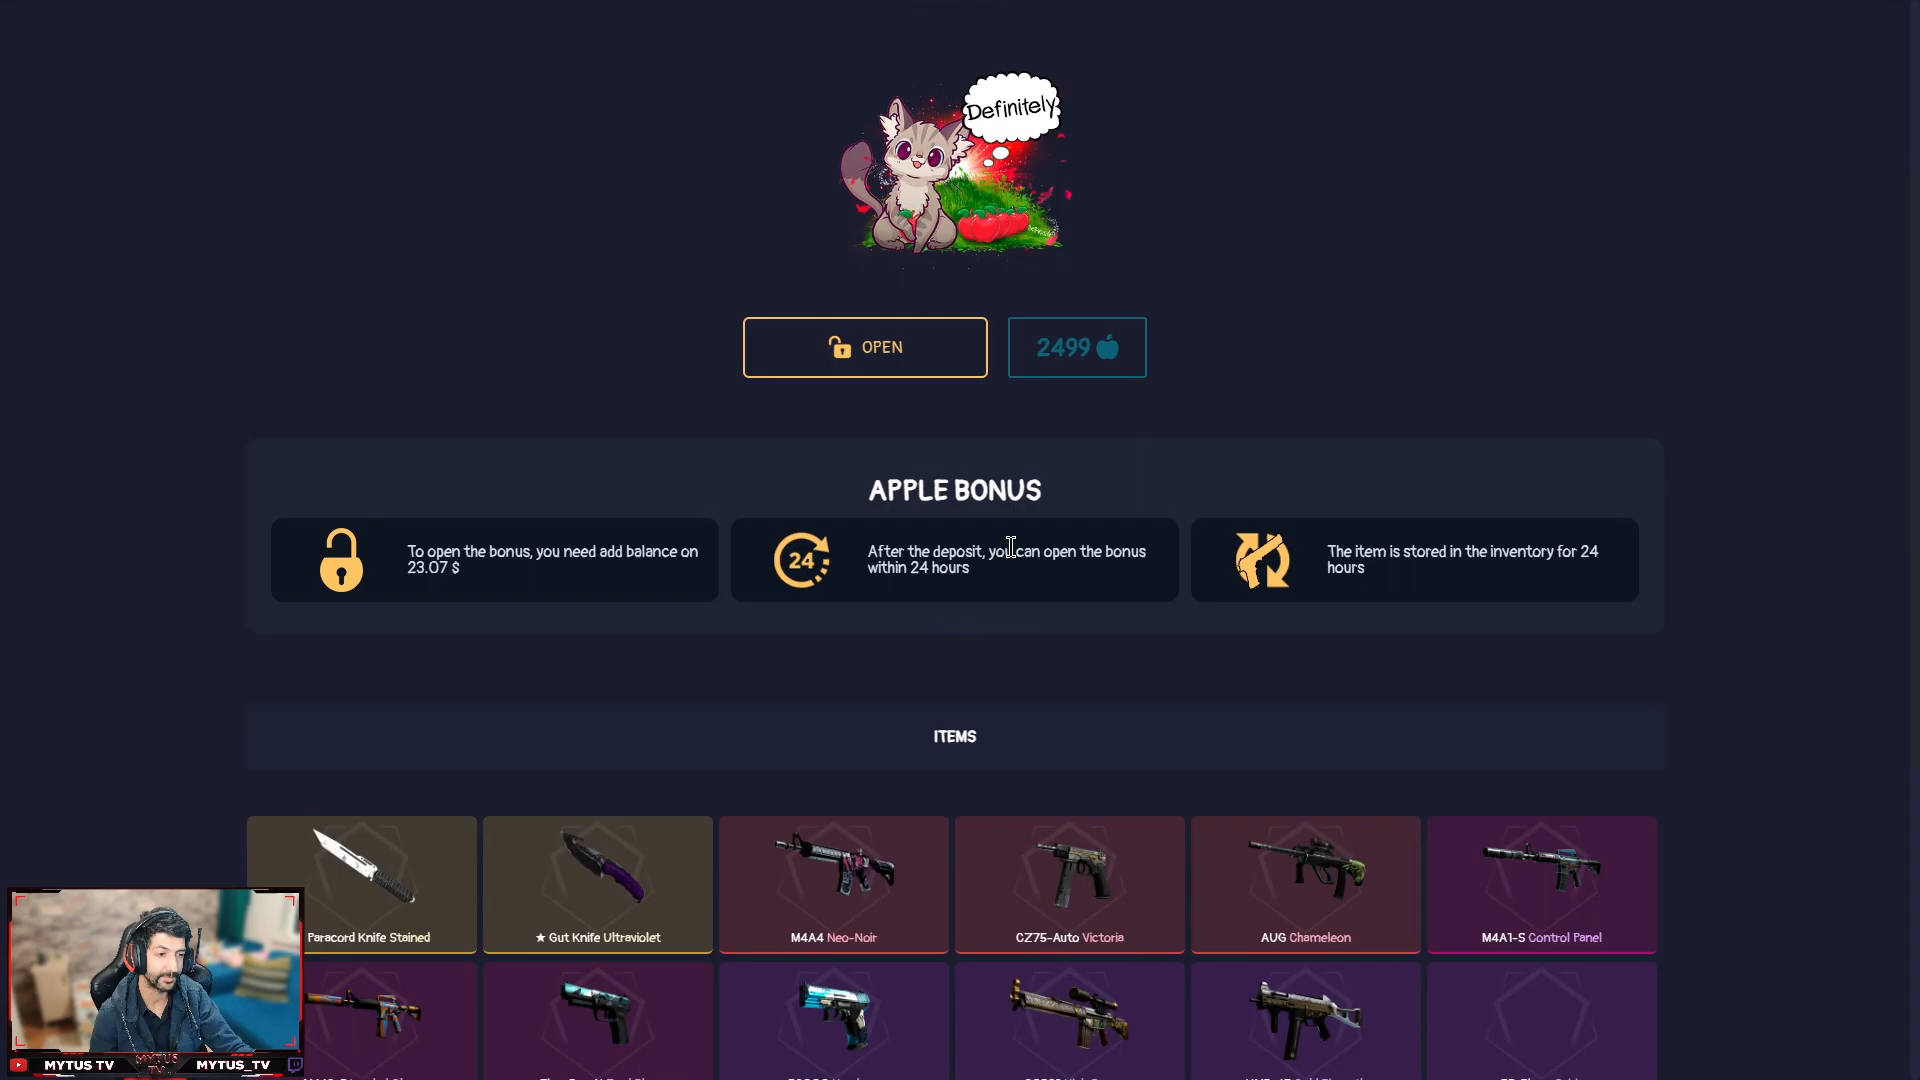 Definitely
OPEN
2499
APPLE BONUS
To open the bonus, you need add balance on
23.07 $
24
After the deposit, you can open the bonus
within 24 hours
The item is stored in the inventory for 24
hours
ITEMS
Paracord Knife Stained
★ Gut Knife Ultraviolet
M4A4 Neo-Noir
CZ75-Auto Victoria
AUG Chameleon
M4A1-S Control Panel
MYTUS TV
MYTUS TV
MYTUS_TV